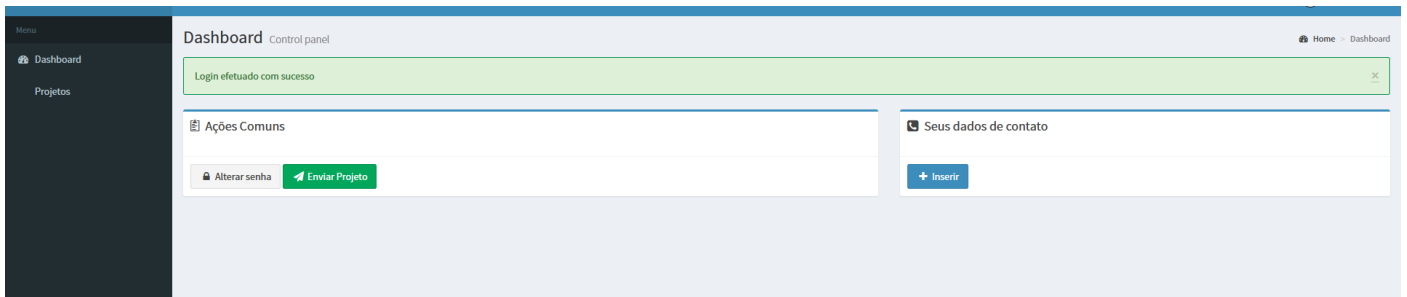 Menu
Dashboard
Projetos
Dashboard Control panel
Home > Dashboard
Login efetuado com sucesso ×
Ações Comuns
Alterar senha Enviar Projeto
Seus dados de contato
+ Inserir